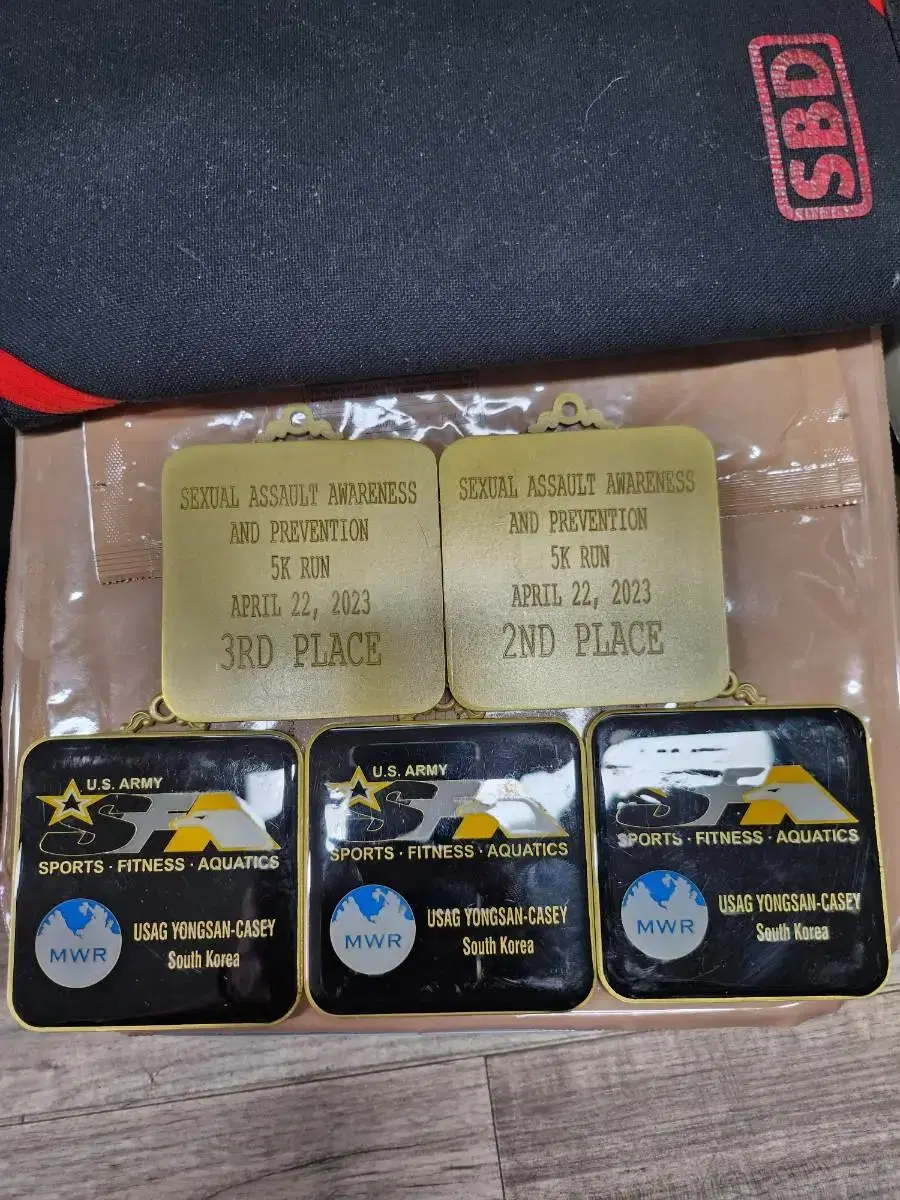 SBD
SEXUAL ASSAULT AWARENESS
AND PREVENTION
5K RUN
APRIL 22, 2023
3RD PLACE
SEXUAL ASSAULT AWARENESS
AND PREVENTION
5K RUN
APRIL 22, 2023
2ND PLACE
U.S. ARMY
SFA
SPORTS · FITNESS · AQUATICS
MWR
USAG YONGSAN-CASEY
South Korea
U.S. ARMY
SFA
SPORTS · FITNESS · AQUATICS
MWR
USAG YONGSAN-CASEY
South Korea
SFA
SPORTS · FITNESS · AQUATICS
MWR
USAG YONGSAN-CASEY
South Korea